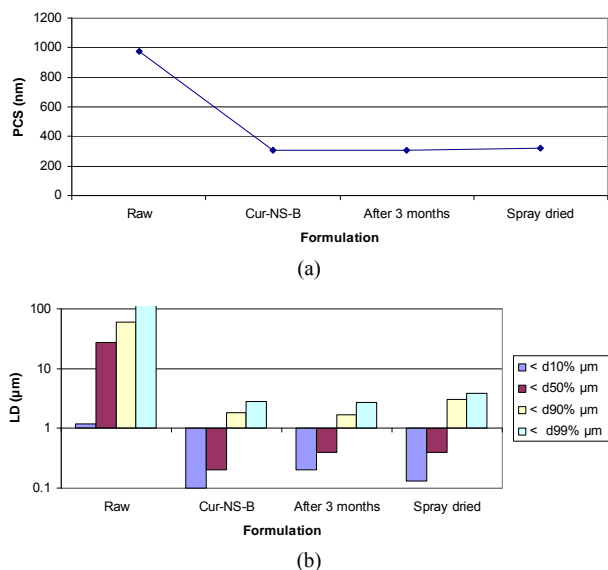 1200
1000
800
600
400
200
0
PCS (nm)
Raw Cur-NS-B After 3 months Spray dried
Formulation
(a)
100
10
1
0.1
LD (µm)
Raw Cur-NS-B After 3 months Spray dried
Formulation
< d10% µm
< d50% µm
< d90% µm
< d99% µm
(b)